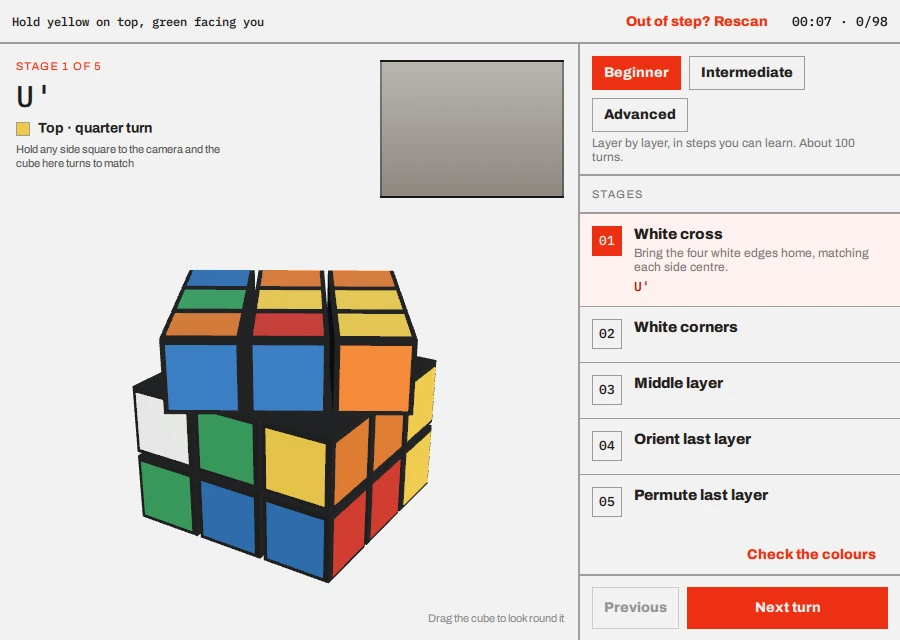 Hold yellow on top, green facing you
Out of step? Rescan
00:07 · 0/98
STAGE 1 OF 5
U'
Top · quarter turn
Hold any side square to the camera and the
cube here turns to match
Drag the cube to look round it
Beginner
Intermediate
Advanced
Layer by layer, in steps you can learn. About 100
turns.
STAGES
01
White cross
Bring the four white edges home, matching
each side centre.
U'
02
White corners
03
Middle layer
04
Orient last layer
05
Permute last layer
Check the colours
Previous
Next turn